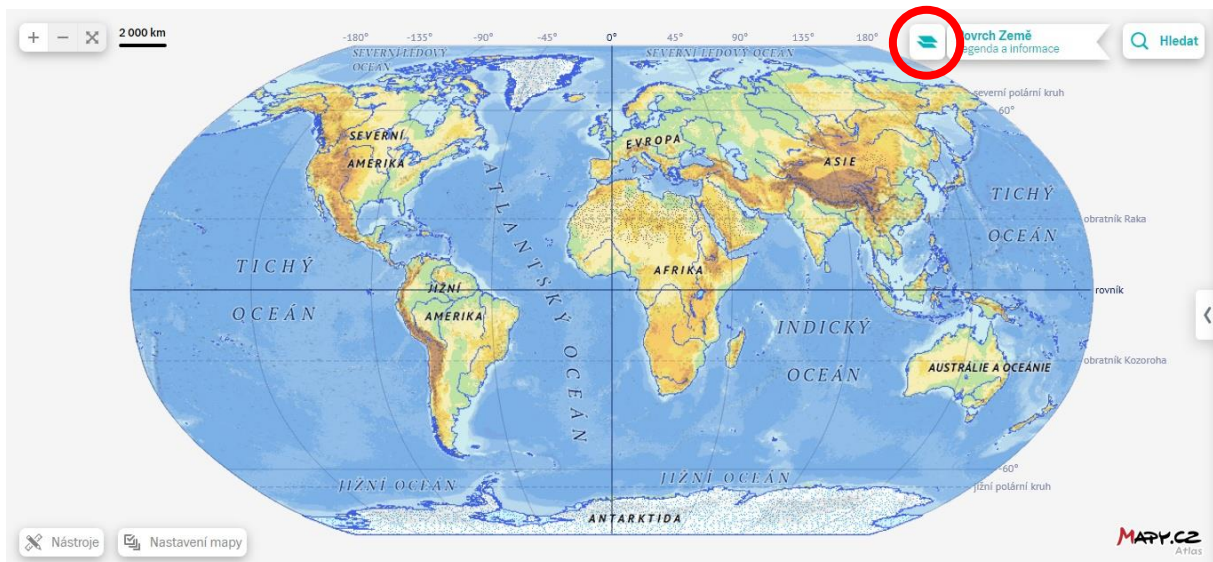 2 000 km
-180°
-135°
-90°
-45°
0°
45°
90°
135°
180°
ovrch Země
egenda a informace
Hledat
SEVERNÍ LEDOVÝ
OCEÁN
SEVERNÍ LEDOVÝ OCEÁN
severní polární kruh
60°
SEVERNÍ
AMERIKA
EVROPA
ASIE
ATLANTSKÝ OCEÁN
TICHÝ
OCEÁN
obratník Raka
TICHÝ
OCEÁN
AFRIKA
JIŽNÍ
AMERIKA
rovník
INDICKÝ
OCEÁN
AUSTRÁLIE A OCEÁNIE
obratník Kozoroha
-60°
JIŽNÍ OCEÁN
JIŽNÍ OCEÁN
jižní polární kruh
ANTARKTIDA
Nástroje
Nastavení mapy
MAPY.CZ
Atlas